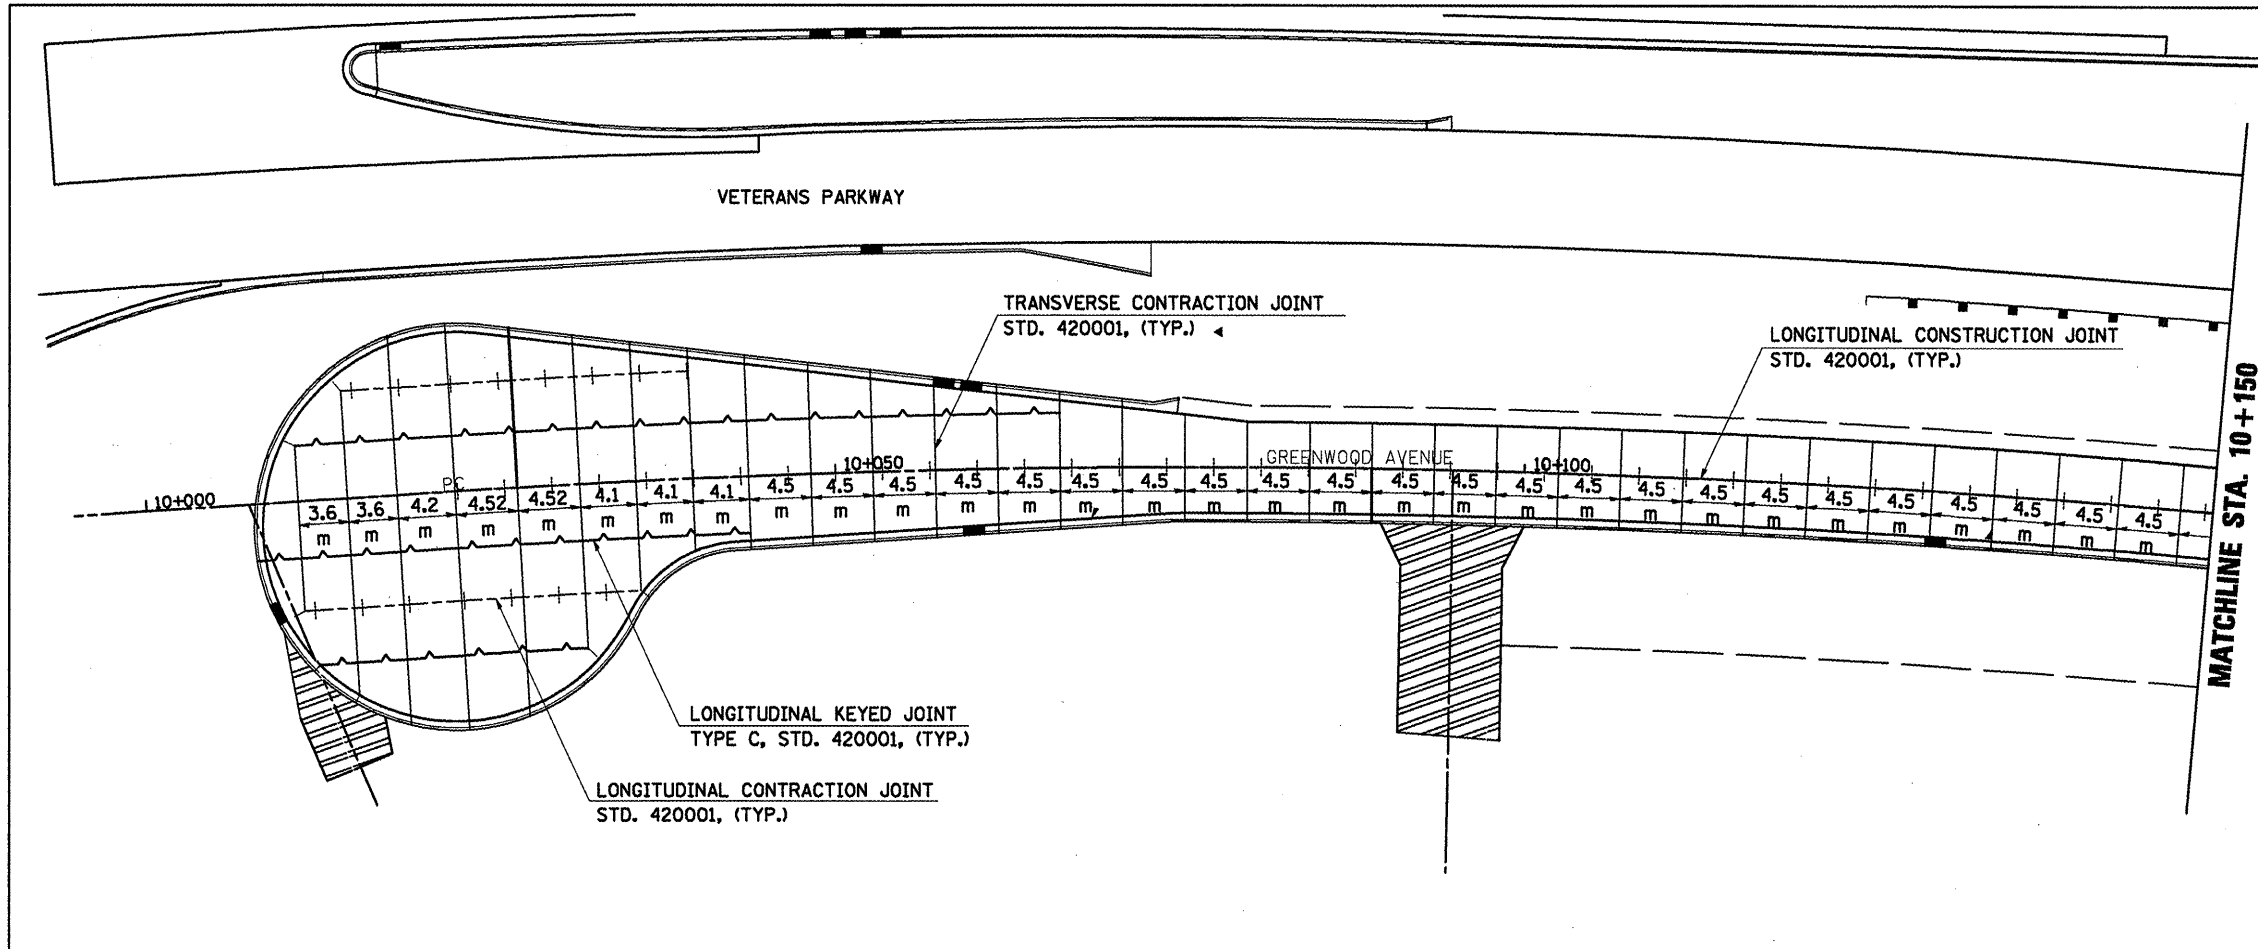 VETERANS PARKWAY
TRANSVERSE CONTRACTION JOINT
STD. 420001, (TYP.)
LONGITUDINAL CONSTRUCTION JOINT
STD. 420001, (TYP.)
MATCHLINE STA. 10+150
10+000
PC
10+050
GREENWOOD AVENUE
10+100
3.6 3.6 4.2 4.52 4.52 4.1 4.1 4.1 4.5 4.5 4.5 4.5 4.5 4.5 4.5 4.5 4.5 4.5 4.5 4.5 4.5 4.5 4.5 4.5 4.5 4.5 4.5 4.5 4.5 4.5 4.5
m m m m m m m m m m m m m m m m m m m m m m m m m m m m m m m
LONGITUDINAL KEYED JOINT
TYPE C, STD. 420001, (TYP.)
LONGITUDINAL CONTRACTION JOINT
STD. 420001, (TYP.)